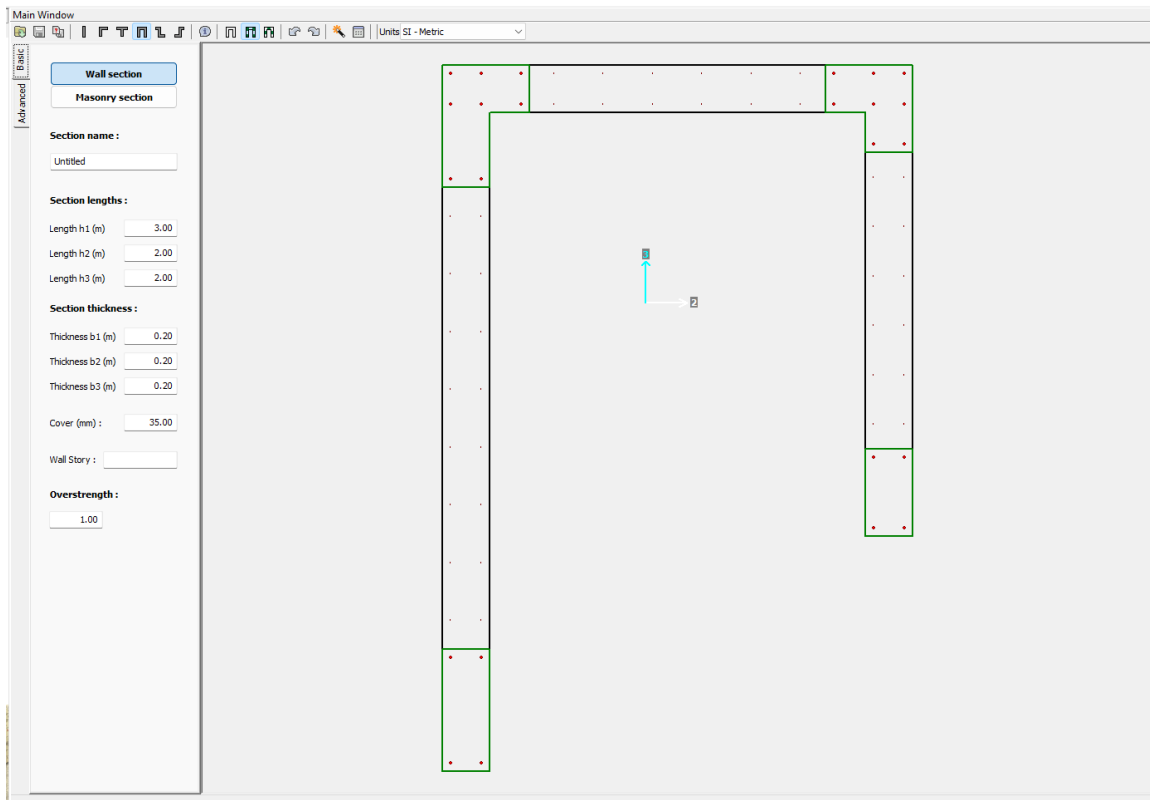 Main Window
Units SI - Metric
Basic
Advanced
Wall section
Masonry section
Section name :
Untitled
Section lengths :
Length h1 (m) 3.00
Length h2 (m) 2.00
Length h3 (m) 2.00
Section thickness :
Thickness b1 (m) 0.20
Thickness b2 (m) 0.20
Thickness b3 (m) 0.20
Cover (mm) : 35.00
Wall Story :
Overstrength :
1.00
3
2